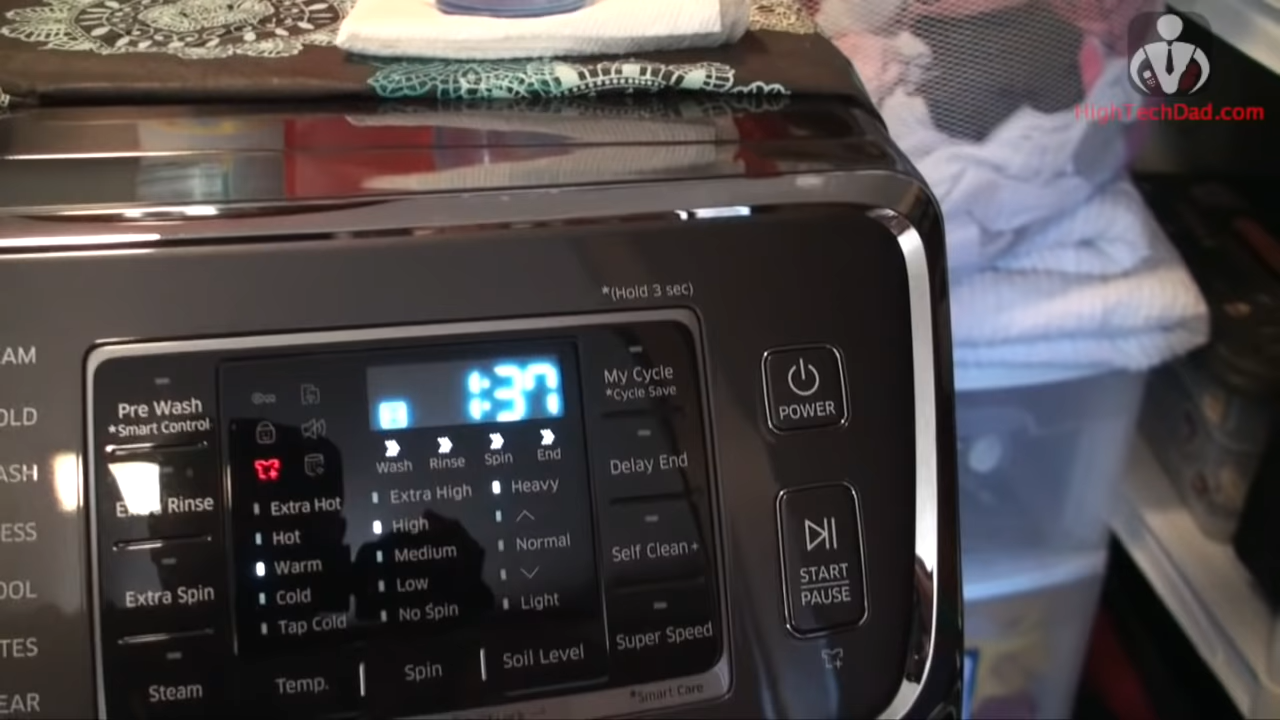 HighTechDad.com
*(Hold 3 sec)
AM
OLD
ASH
ESS
OOL
TES
EAR
Pre Wash
*Smart Control
Rinse
Extra Spin
Steam
1:37
Wash Rinse Spin End
Extra Hot
Hot
Warm
Cold
Tap Cold
Temp.
Extra High
High
Medium
Low
No Spin
Spin
Heavy
Normal
Light
Soil Level
My Cycle
*Cycle Save
Delay End
Self Clean+
Super Speed
*Smart Care
POWER
START
PAUSE